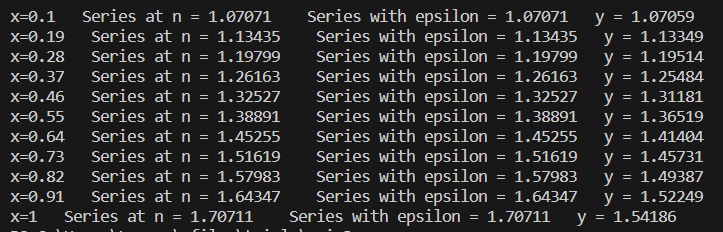 x=0.1 Series at n = 1.07071 Series with epsilon = 1.07071 y = 1.07059
x=0.19 Series at n = 1.13435 Series with epsilon = 1.13435 y = 1.13349
x=0.28 Series at n = 1.19799 Series with epsilon = 1.19799 y = 1.19514
x=0.37 Series at n = 1.26163 Series with epsilon = 1.26163 y = 1.25484
x=0.46 Series at n = 1.32527 Series with epsilon = 1.32527 y = 1.31181
x=0.55 Series at n = 1.38891 Series with epsilon = 1.38891 y = 1.36519
x=0.64 Series at n = 1.45255 Series with epsilon = 1.45255 y = 1.41404
x=0.73 Series at n = 1.51619 Series with epsilon = 1.51619 y = 1.45731
x=0.82 Series at n = 1.57983 Series with epsilon = 1.57983 y = 1.49387
x=0.91 Series at n = 1.64347 Series with epsilon = 1.64347 y = 1.52249
x=1 Series at n = 1.70711 Series with epsilon = 1.70711 y = 1.54186